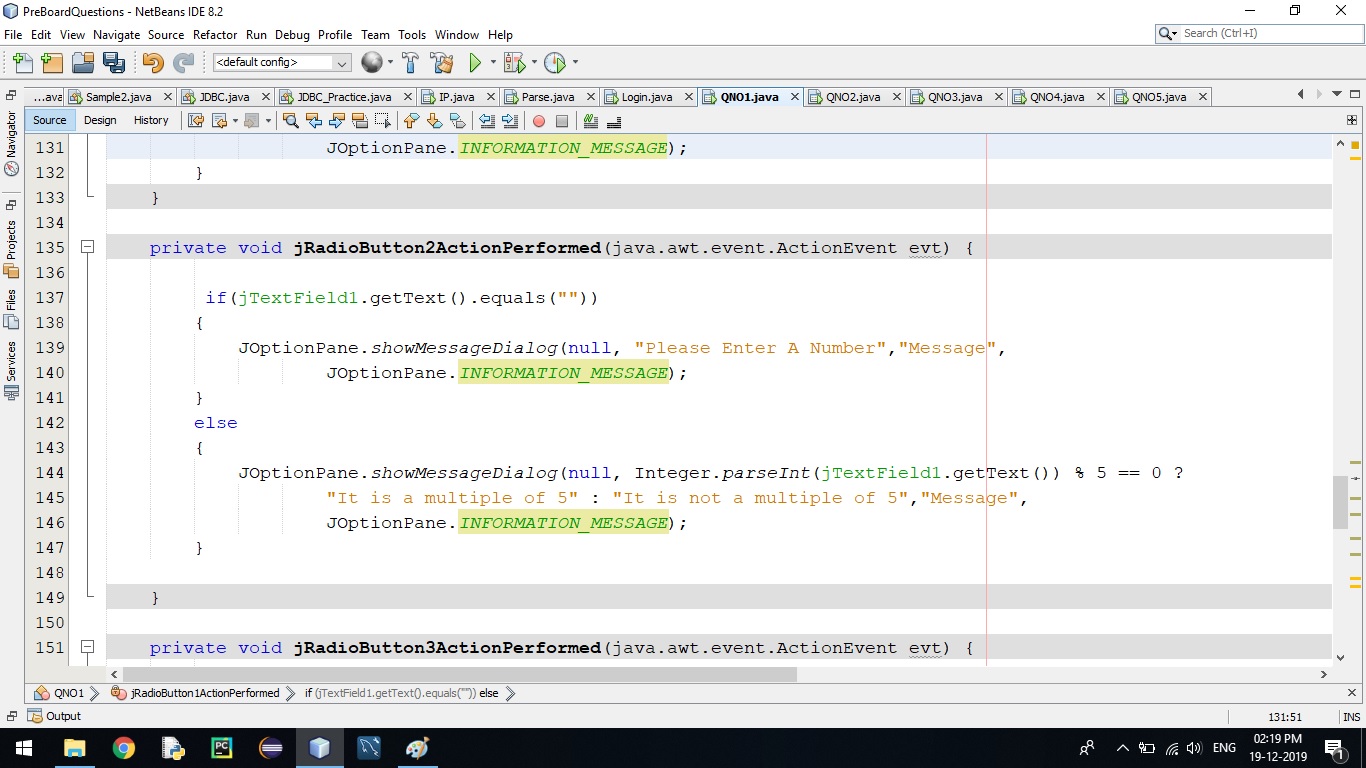 PreBoardQuestions - NetBeans IDE 8.2
File Edit View Navigate Source Refactor Run Debug Profile Team Tools Window Help
Search (Ctrl+I)
<default config>
...ava Sample2.java JDBC.java JDBC_Practice.java IP.java Parse.java Login.java QNO1.java QNO2.java QNO3.java QNO4.java QNO5.java
Source Design History
Navigator
Projects
Files
Services
131 JOptionPane.INFORMATION_MESSAGE);
132 }
133 }
134
135 private void jRadioButton2ActionPerformed(java.awt.event.ActionEvent evt) {
136
137 if(jTextField1.getText().equals(""))
138 {
139 JOptionPane.showMessageDialog(null, "Please Enter A Number","Message",
140 JOptionPane.INFORMATION_MESSAGE);
141 }
142 else
143 {
144 JOptionPane.showMessageDialog(null, Integer.parseInt(jTextField1.getText()) % 5 == 0 ?
145 "It is a multiple of 5" : "It is not a multiple of 5","Message",
146 JOptionPane.INFORMATION_MESSAGE);
147 }
148
149 }
150
151 private void jRadioButton3ActionPerformed(java.awt.event.ActionEvent evt) {
QNO1 jRadioButton1ActionPerformed if (jTextField1.getText().equals("")) else
Output
131:51 INS
PC
ENG
02:19 PM
19-12-2019
1